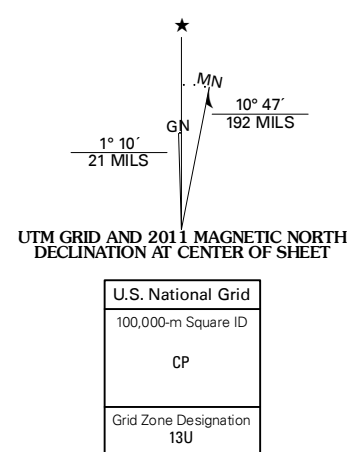 ★
MN
10° 47´
192 MILS
GN
1° 10´
21 MILS
UTM GRID AND 2011 MAGNETIC NORTH
DECLINATION AT CENTER OF SHEET
U.S. National Grid
100,000-m Square ID
CP
Grid Zone Designation
13U